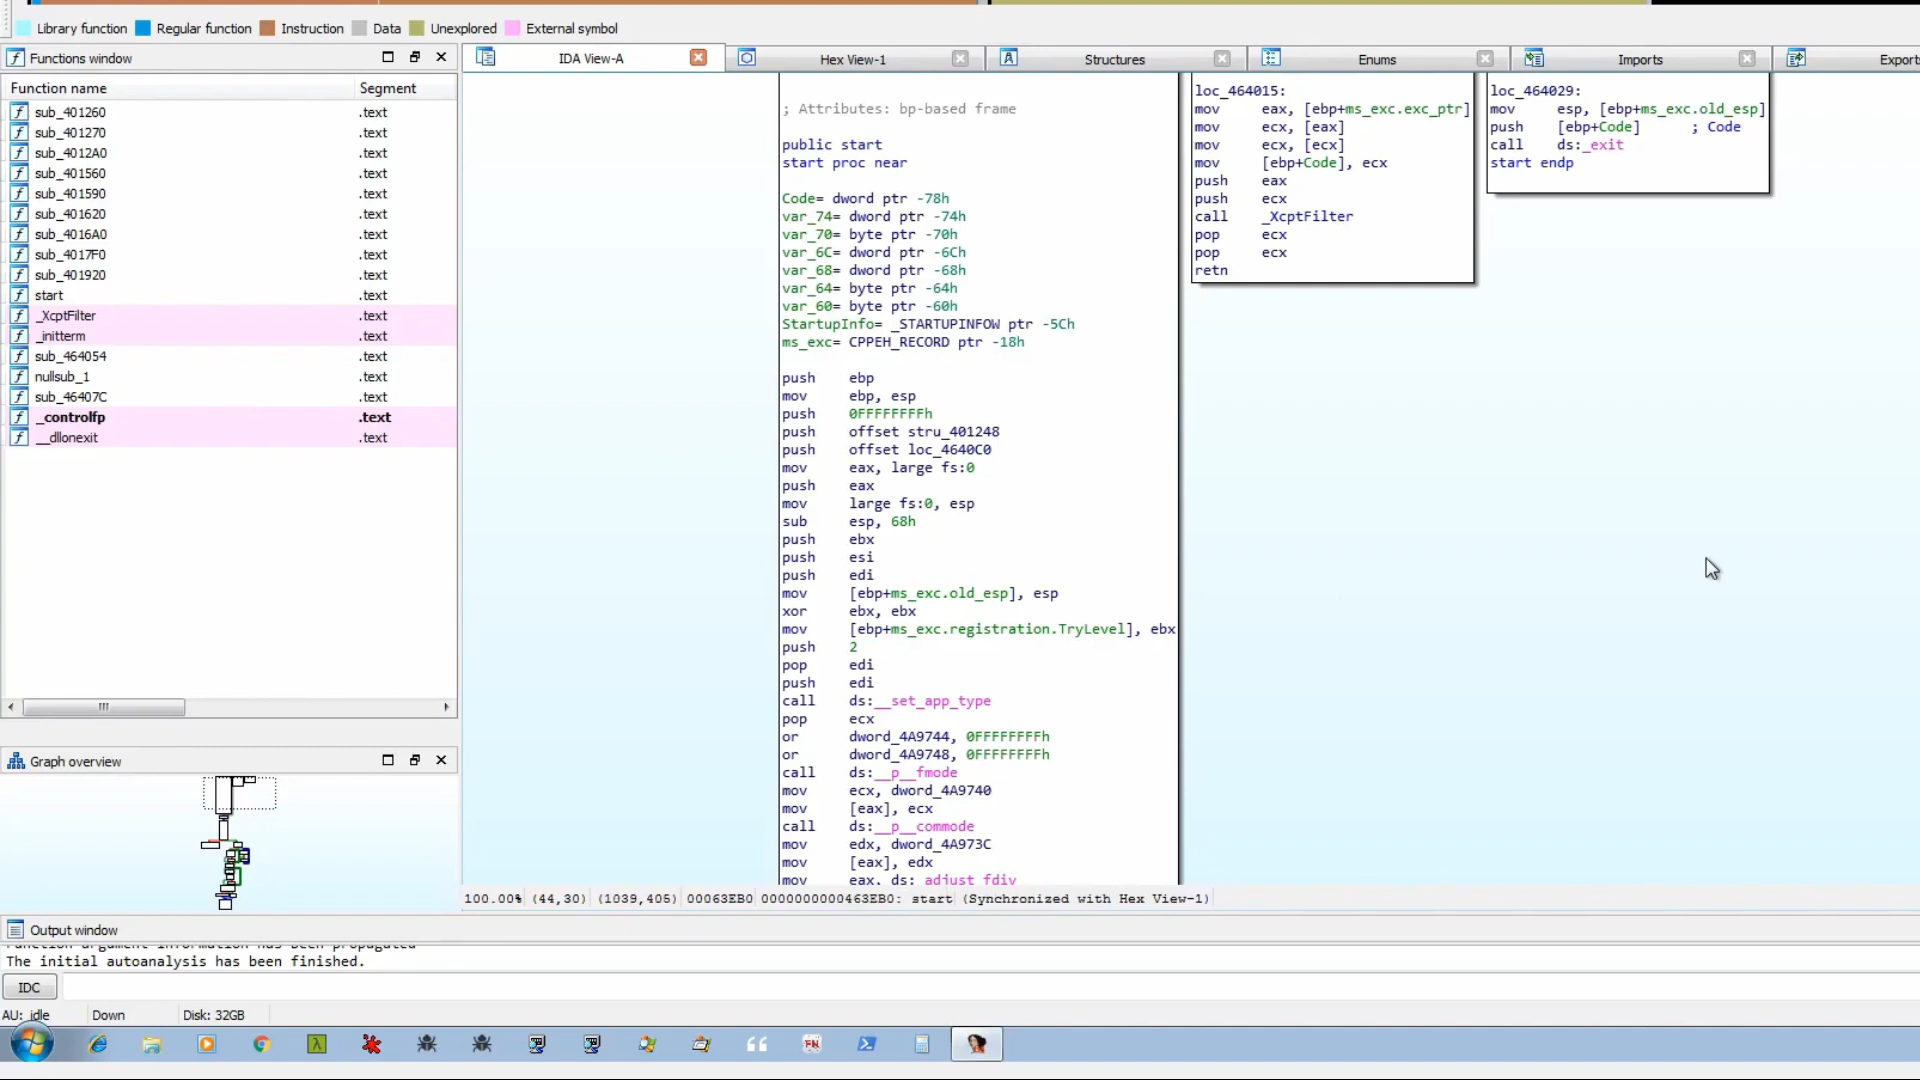 Library function Regular function Instruction Data Unexplored External symbol
Functions window
IDA View-A
Hex View-1
Structures
Enums
Imports
Export
Function name Segment
sub_401260 .text
sub_401270 .text
sub_4012A0 .text
sub_401560 .text
sub_401590 .text
sub_401620 .text
sub_4016A0 .text
sub_4017F0 .text
sub_401920 .text
start .text
_XcptFilter .text
_initterm .text
sub_464054 .text
nullsub_1 .text
sub_46407C .text
_controlfp .text
__dllonexit .text
; Attributes: bp-based frame
public start
start proc near
Code= dword ptr -78h
var_74= dword ptr -74h
var_70= byte ptr -70h
var_6C= dword ptr -6Ch
var_68= dword ptr -68h
var_64= byte ptr -64h
var_60= byte ptr -60h
StartupInfo= _STARTUPINFOW ptr -5Ch
ms_exc= CPPEH_RECORD ptr -18h
push ebp
mov ebp, esp
push 0FFFFFFFFh
push offset stru_401248
push offset loc_4640C0
mov eax, large fs:0
push eax
mov large fs:0, esp
sub esp, 68h
push ebx
push esi
push edi
mov [ebp+ms_exc.old_esp], esp
xor ebx, ebx
mov [ebp+ms_exc.registration.TryLevel], ebx
push 2
pop edi
push edi
call ds:__set_app_type
pop ecx
or dword_4A9744, 0FFFFFFFFh
or dword_4A9748, 0FFFFFFFFh
call ds:__p__fmode
mov ecx, dword_4A9740
mov [eax], ecx
call ds:__p__commode
mov edx, dword_4A973C
mov [eax], edx
mov eax, ds:_adjust_fdiv
loc_464015:
mov eax, [ebp+ms_exc.exc_ptr]
mov ecx, [eax]
mov ecx, [ecx]
mov [ebp+Code], ecx
push eax
push ecx
call _XcptFilter
pop ecx
pop ecx
retn
loc_464029:
mov esp, [ebp+ms_exc.old_esp]
push [ebp+Code] ; Code
call ds:_exit
start endp
Graph overview
100.00% (44,30) (1039,405) 00063EB0 0000000000463EB0: start (Synchronized with Hex View-1)
Output window
Function argument information has been propagated
The initial autoanalysis has been finished.
IDC
AU: idle Down Disk: 32GB